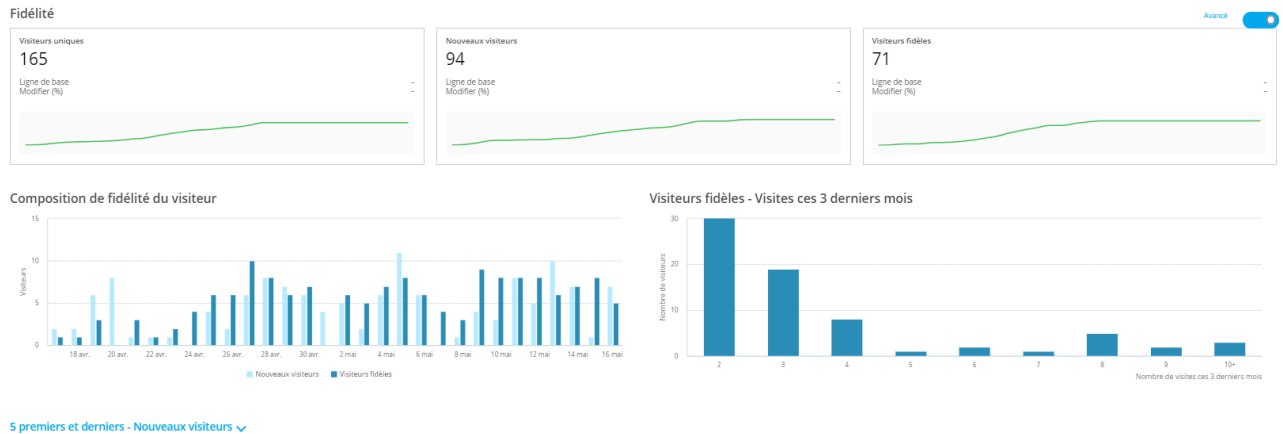 Fidélité
Avancé
Visiteurs uniques
165
Ligne de base –
Modifier (%) –
Nouveaux visiteurs
94
Ligne de base –
Modifier (%) –
Visiteurs fidèles
71
Ligne de base –
Modifier (%) –
Composition de fidélité du visiteur
15
10
5
0
Visiteurs
18 avr. 20 avr. 22 avr. 24 avr. 26 avr. 28 avr. 30 avr. 2 mai 4 mai 6 mai 8 mai 10 mai 12 mai 14 mai 16 mai
Nouveaux visiteurs Visiteurs fidèles
Visiteurs fidèles - Visites ces 3 derniers mois
30
20
10
0
Nombre de visiteurs
2 3 4 5 6 7 8 9 10+
Nombre de visites ces 3 derniers mois
5 premiers et derniers - Nouveaux visiteurs